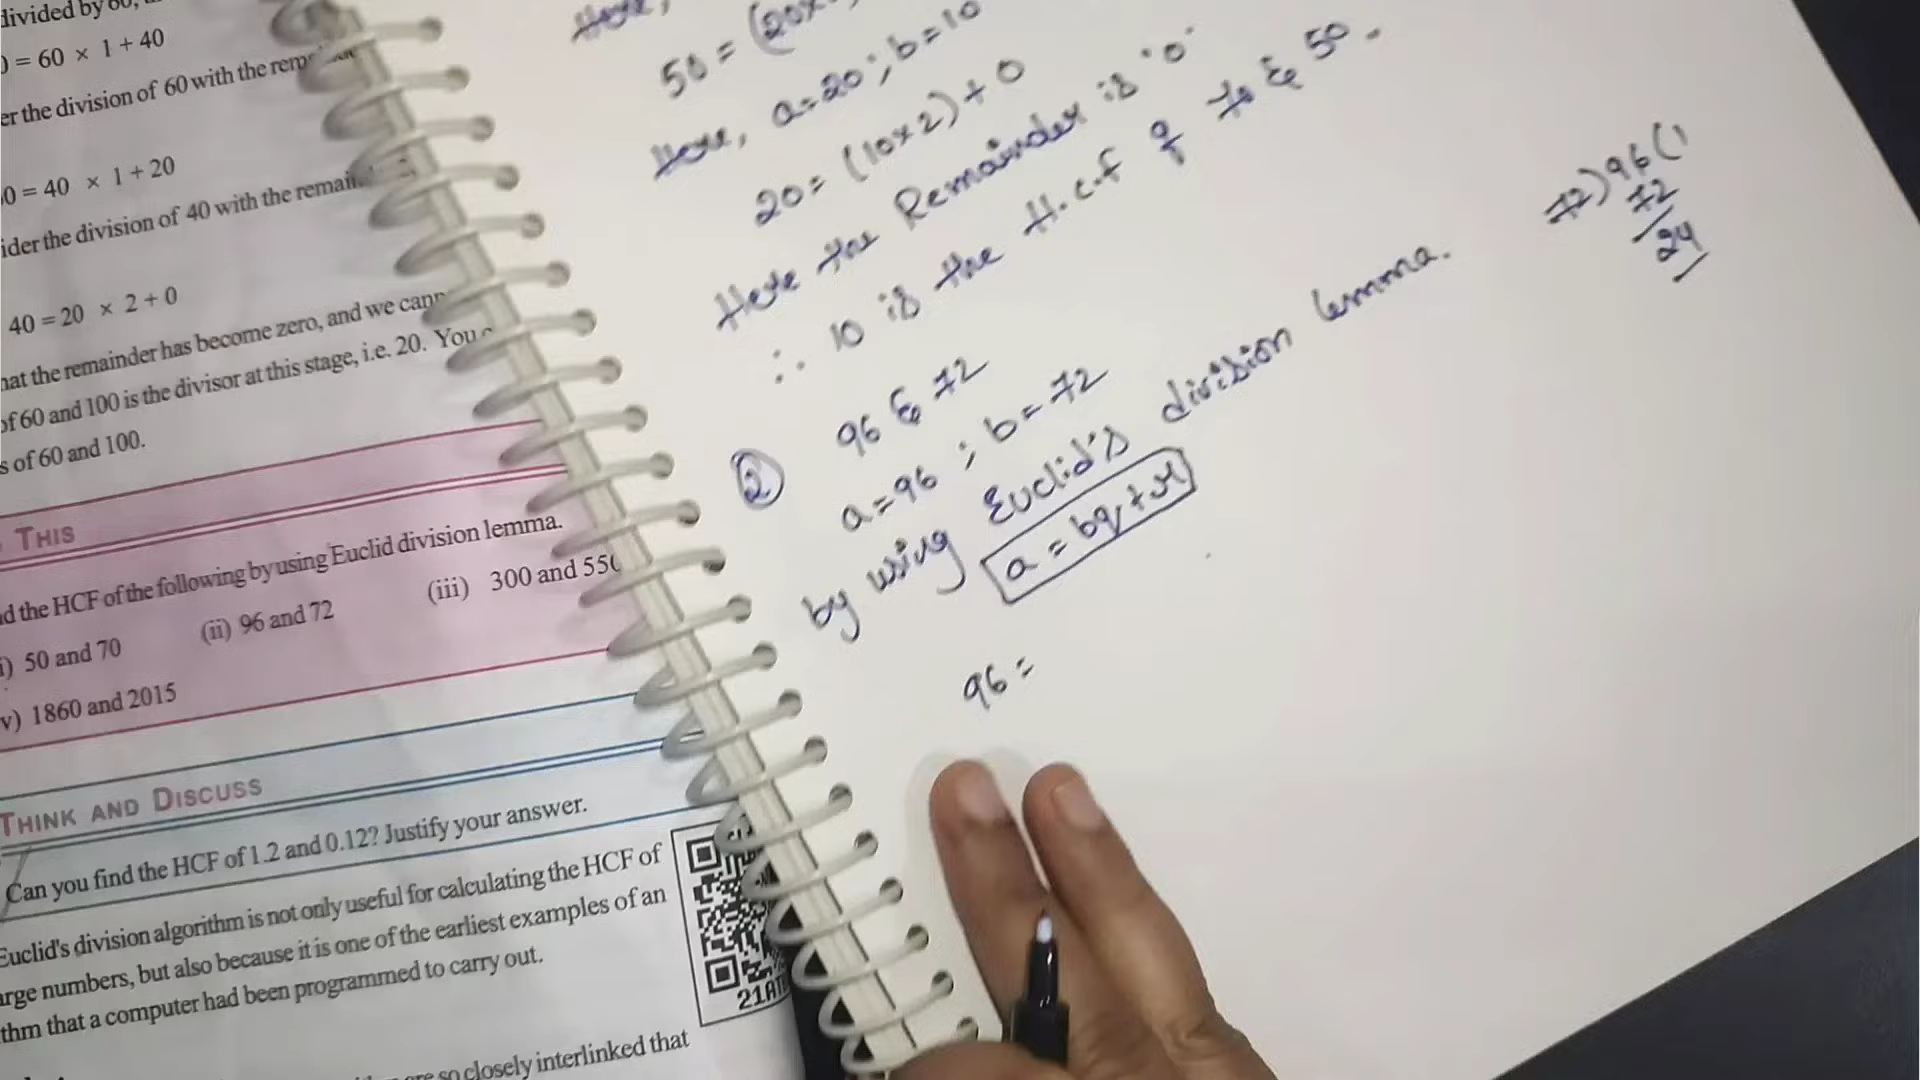 divided by 60,
) = 60 × 1 + 40
er the division of 60 with the
0 = 40 × 1 + 20
ider the division of 40 with the
40 = 20 × 2 + 0
hat the remainder has become zero, and we
of 60 and 100 is the divisor at this stage, i.e. 20. You
s of 60 and 100.
THIS
d the HCF of the following by using Euclid division lemma.
i) 50 and 70 (ii) 96 and 72 (iii) 300 and 550
v) 1860 and 2015
THINK AND DISCUSS
Can you find the HCF of 1.2 and 0.12? Justify your answer.
Euclid's division algorithm is not only useful for calculating the HCF of
arge numbers, but also because it is one of the earliest examples of an
thm that a computer had been programmed to carry out.
so closely interlinked that
Here,
50 = (20×
Here, a=20; b=10
20 = (10×2) + 0
Here the Remainder is '0'
∴ 10 is the H.c.f of 70 & 50.
② 96 & 72
a=96 ; b=72
by using Euclid's division lemma.
a = bq + r
96 =
72)96(1
72
24